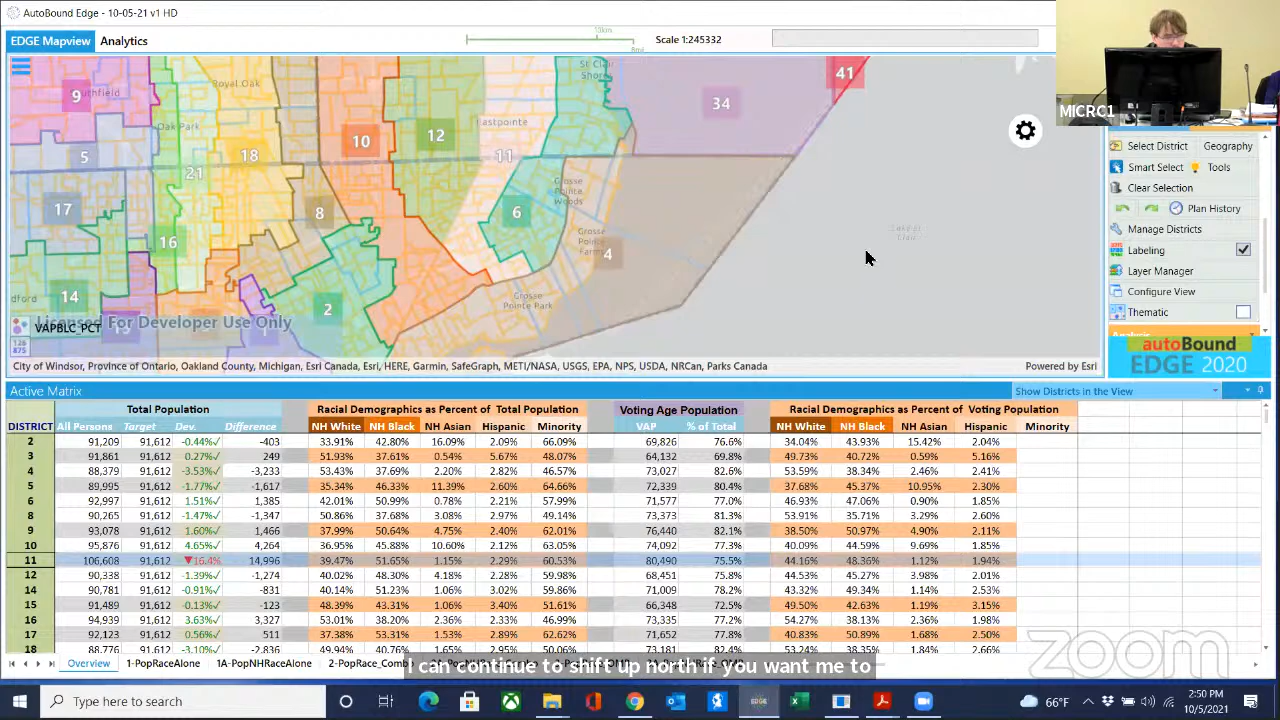 AutoBound Edge - 10-05-21 v1 HD
EDGE Mapview Analytics
10km
Scale 1:245332
MICRC1
9 Royal Oak St Clair Shores 34 41
Oak Park 10 12 Eastpointe
5 18 11
21
17 8 6 Grosse Pointe Woods
16 Grosse Pointe Farms 4
14 2 Grosse Pointe Park
VAPBLC_PCT
Licensed For Developer Use Only
City of Windsor, Province of Ontario, Oakland County, Michigan, Esri Canada, Esri, HERE, Garmin, SafeGraph, METI/NASA, USGS, EPA, NPS, USDA, NRCan, Parks Canada Powered by Esri
Select District Geography
Smart Select Tools
Clear Selection
Plan History
Manage Districts
Labeling
Layer Manager
Configure View
Thematic
autoBound
EDGE 2020
Active Matrix Show Districts in the View
Total Population Racial Demographics as Percent of Total Population Voting Age Population Racial Demographics as Percent of Voting Population
DISTRICT All Persons Target Dev. Difference NH White NH Black NH Asian Hispanic Minority VAP % of Total NH White NH Black NH Asian Hispanic Minority
2 91,209 91,612 -0.44% -403 33.91% 42.80% 16.09% 2.09% 66.09% 69,826 76.6% 34.04% 43.93% 15.42% 2.04%
3 91,861 91,612 0.27% 249 51.93% 37.61% 0.54% 5.67% 48.07% 64,132 69.8% 49.73% 40.72% 0.59% 5.16%
4 88,379 91,612 -3.53% -3,233 53.43% 37.69% 2.20% 2.82% 46.57% 73,027 82.6% 53.59% 38.34% 2.46% 2.41%
5 89,995 91,612 -1.77% -1,617 35.34% 46.33% 11.39% 2.60% 64.66% 72,339 80.4% 37.68% 45.37% 10.95% 2.30%
6 92,997 91,612 1.51% 1,385 42.01% 50.99% 0.78% 2.21% 57.99% 71,577 77.0% 46.93% 47.06% 0.90% 1.85%
8 90,265 91,612 -1.47% -1,347 50.86% 37.68% 3.08% 2.97% 49.14% 73,373 81.3% 53.91% 35.71% 3.29% 2.60%
9 93,078 91,612 1.60% 1,466 37.99% 50.64% 4.75% 2.40% 62.01% 76,440 82.1% 38.50% 50.97% 4.90% 2.11%
10 95,876 91,612 4.65% 4,264 36.95% 45.88% 10.60% 2.12% 63.05% 74,092 77.3% 40.09% 44.59% 9.69% 1.85%
11 106,608 91,612 16.4% 14,996 39.47% 51.65% 1.15% 2.29% 60.53% 80,490 75.5% 44.16% 48.36% 1.12% 1.94%
12 90,338 91,612 -1.39% -1,274 40.02% 48.30% 4.18% 2.28% 59.98% 68,451 75.8% 44.53% 45.27% 3.98% 2.01%
14 90,781 91,612 -0.91% -831 40.14% 51.23% 1.06% 3.02% 59.86% 71,009 78.2% 43.32% 49.34% 1.14% 2.53%
15 91,489 91,612 -0.13% -123 48.39% 43.31% 1.06% 3.40% 51.61% 66,348 72.5% 49.50% 42.63% 1.19% 3.15%
16 94,939 91,612 3.63% 3,327 53.01% 38.20% 2.36% 2.33% 46.99% 73,335 77.2% 54.24% 38.13% 2.36% 1.98%
17 92,123 91,612 0.56% 511 37.38% 53.31% 1.53% 2.89% 62.62% 71,652 77.8% 40.83% 50.89% 1.68% 2.50%
18 88,776 91,612 -3.10% 73,181 53.24% 38.35% 1.84% 2.66%
Overview 1-PopRaceAlone 1A-PopNHRaceAlone 2-PopRace_Comb
I can continue to shift up north if you want me to
zoom
Type here to search
EDGE
66°F 2:50 PM
10/5/2021